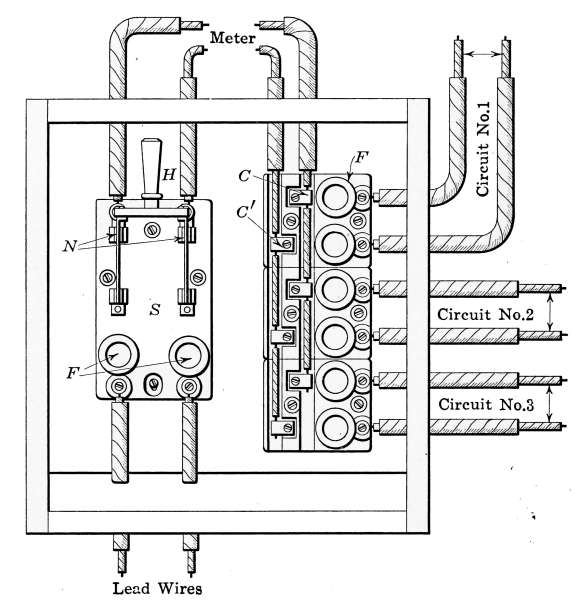 Meter
Circuit No.1
H
C
F
C'
N
S
Circuit No.2
F
Circuit No.3
Lead Wires